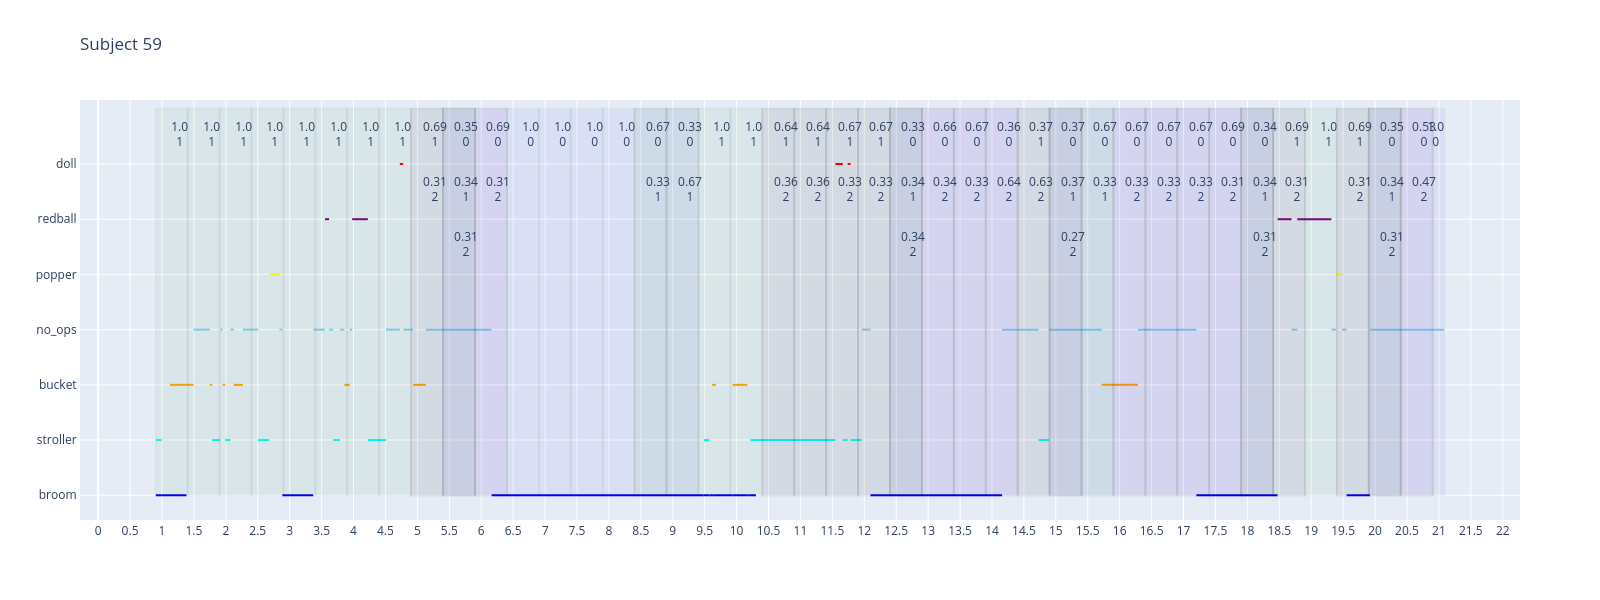 Subject 59
1.0 1.0 1.0 1.0 1.0 1.0 1.0 1.0 0.69 0.35 0.69 1.0 1.0 1.0 1.0 0.67 0.33 1.0 1.0 0.64 0.64 0.67 0.67 0.33 0.66 0.67 0.36 0.37 0.37 0.67 0.67 0.67 0.67 0.69 0.34 0.69 1.0 0.69 0.35 0.53 1.0
1 1 1 1 1 1 1 1 1 0 0 0 0 0 0 0 0 1 1 1 1 1 1 0 0 0 0 1 0 0 0 0 0 0 0 1 1 1 0 0 0
doll
0.31 0.34 0.31 0.33 0.67 0.36 0.36 0.33 0.33 0.34 0.34 0.33 0.64 0.63 0.37 0.33 0.33 0.33 0.33 0.31 0.34 0.31 0.31 0.34 0.47
2 1 2 1 1 2 2 2 2 1 2 2 2 2 1 1 2 2 2 2 1 2 2 1 2
redball
0.31 0.34 0.27 0.31 0.31
2 2 2 2 2
popper
no_ops
bucket
stroller
broom
0 0.5 1 1.5 2 2.5 3 3.5 4 4.5 5 5.5 6 6.5 7 7.5 8 8.5 9 9.5 10 10.5 11 11.5 12 12.5 13 13.5 14 14.5 15 15.5 16 16.5 17 17.5 18 18.5 19 19.5 20 20.5 21 21.5 22